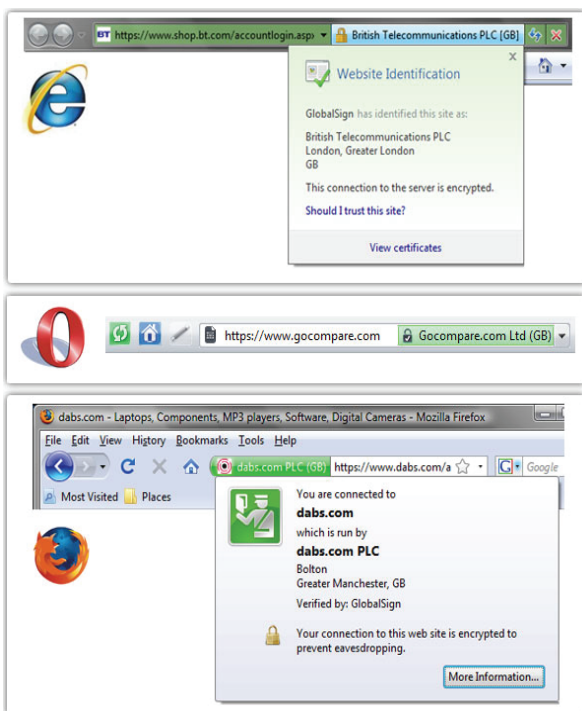 BT https://www.shop.bt.com/accountlogin.asp British Telecommunications PLC [GB]
Website Identification
GlobalSign has identified this site as:
British Telecommunications PLC
London, Greater London
GB
This connection to the server is encrypted.
Should I trust this site?
View certificates
https://www.gocompare.com Gocompare.com Ltd (GB)
dabs.com - Laptops, Components, MP3 players, Software, Digital Cameras - Mozilla Firefox
File Edit View History Bookmarks Tools Help
dabs.com PLC (GB) https://www.dabs.com/a G Google
Most Visited Places
You are connected to
dabs.com
which is run by
dabs.com PLC
Bolton
Greater Manchester, GB
Verified by: GlobalSign
Your connection to this web site is encrypted to
prevent eavesdropping.
More Information...